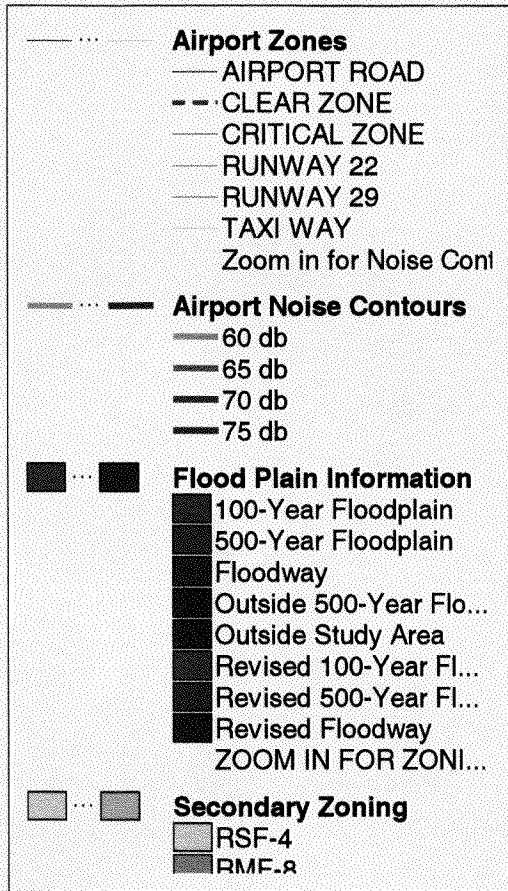 Airport Zones
AIRPORT ROAD
CLEAR ZONE
CRITICAL ZONE
RUNWAY 22
RUNWAY 29
TAXI WAY
Zoom in for Noise Cont
Airport Noise Contours
60 db
65 db
70 db
75 db
Flood Plain Information
100-Year Floodplain
500-Year Floodplain
Floodway
Outside 500-Year Flo...
Outside Study Area
Revised 100-Year Fl...
Revised 500-Year Fl...
Revised Floodway
ZOOM IN FOR ZONI...
Secondary Zoning
RSF-4
RMF-8